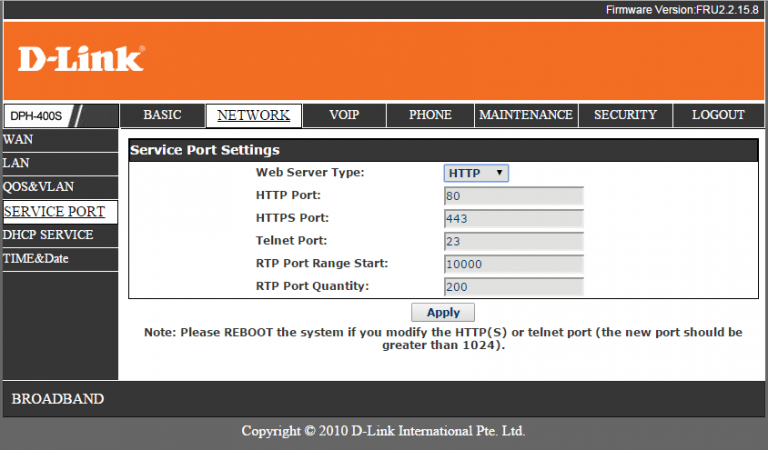 Firmware Version:FRU2.2.15.8
D-Link
DPH-400S
BASIC NETWORK VOIP PHONE MAINTENANCE SECURITY LOGOUT
WAN
LAN
QOS&VLAN
SERVICE PORT
DHCP SERVICE
TIME&Date
Service Port Settings
Web Server Type: HTTP
HTTP Port: 80
HTTPS Port: 443
Telnet Port: 23
RTP Port Range Start: 10000
RTP Port Quantity: 200
Apply
Note: Please REBOOT the system if you modify the HTTP(S) or telnet port (the new port should be
greater than 1024).
BROADBAND
Copyright © 2010 D-Link International Pte. Ltd.